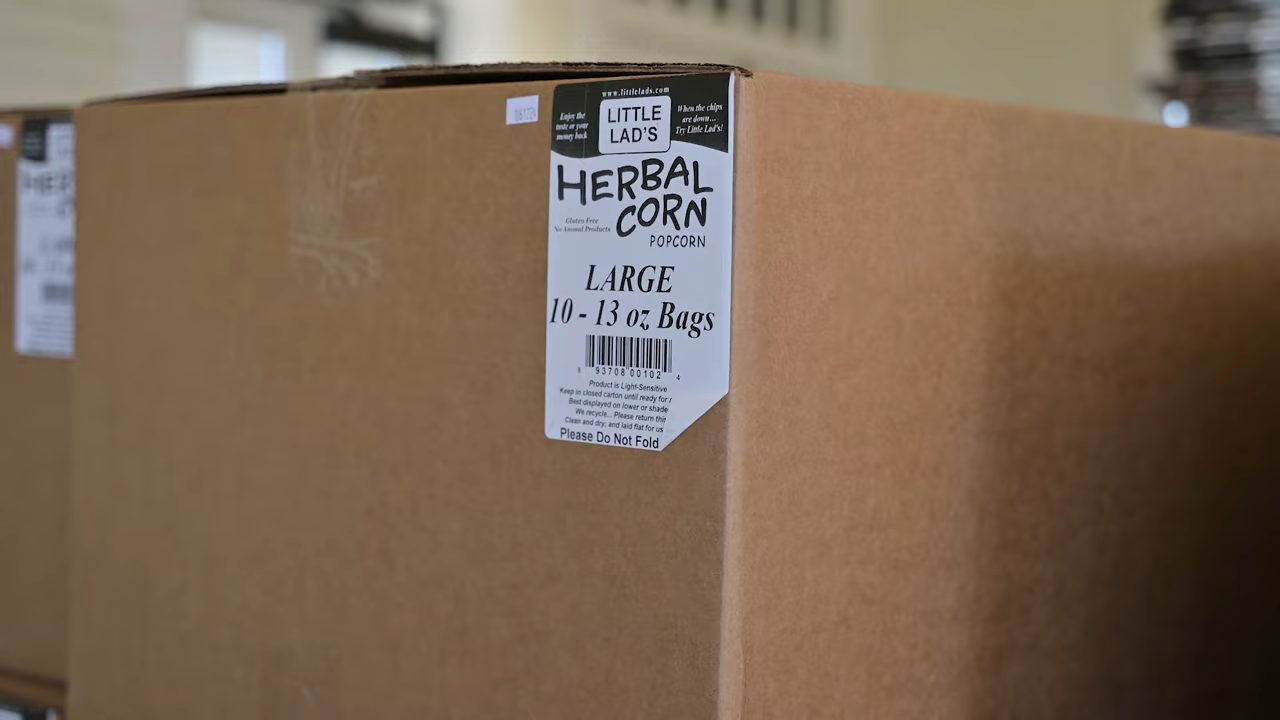 www.littlelads.com
Enjoy the
taste or your
money back
LITTLE
LAD'S
When the chips
are down...
Try Little Lad's!
HERBAL
CORN
Gluten Free
No Animal Products
POPCORN
LARGE
10 - 13 oz Bags
6 93708 00102 4
Product is Light-Sensitive
Keep in closed carton until ready for r
Best displayed on lower or shade
We recycle... Please return thir
Clean and dry; and laid flat for us
Please Do Not Fold